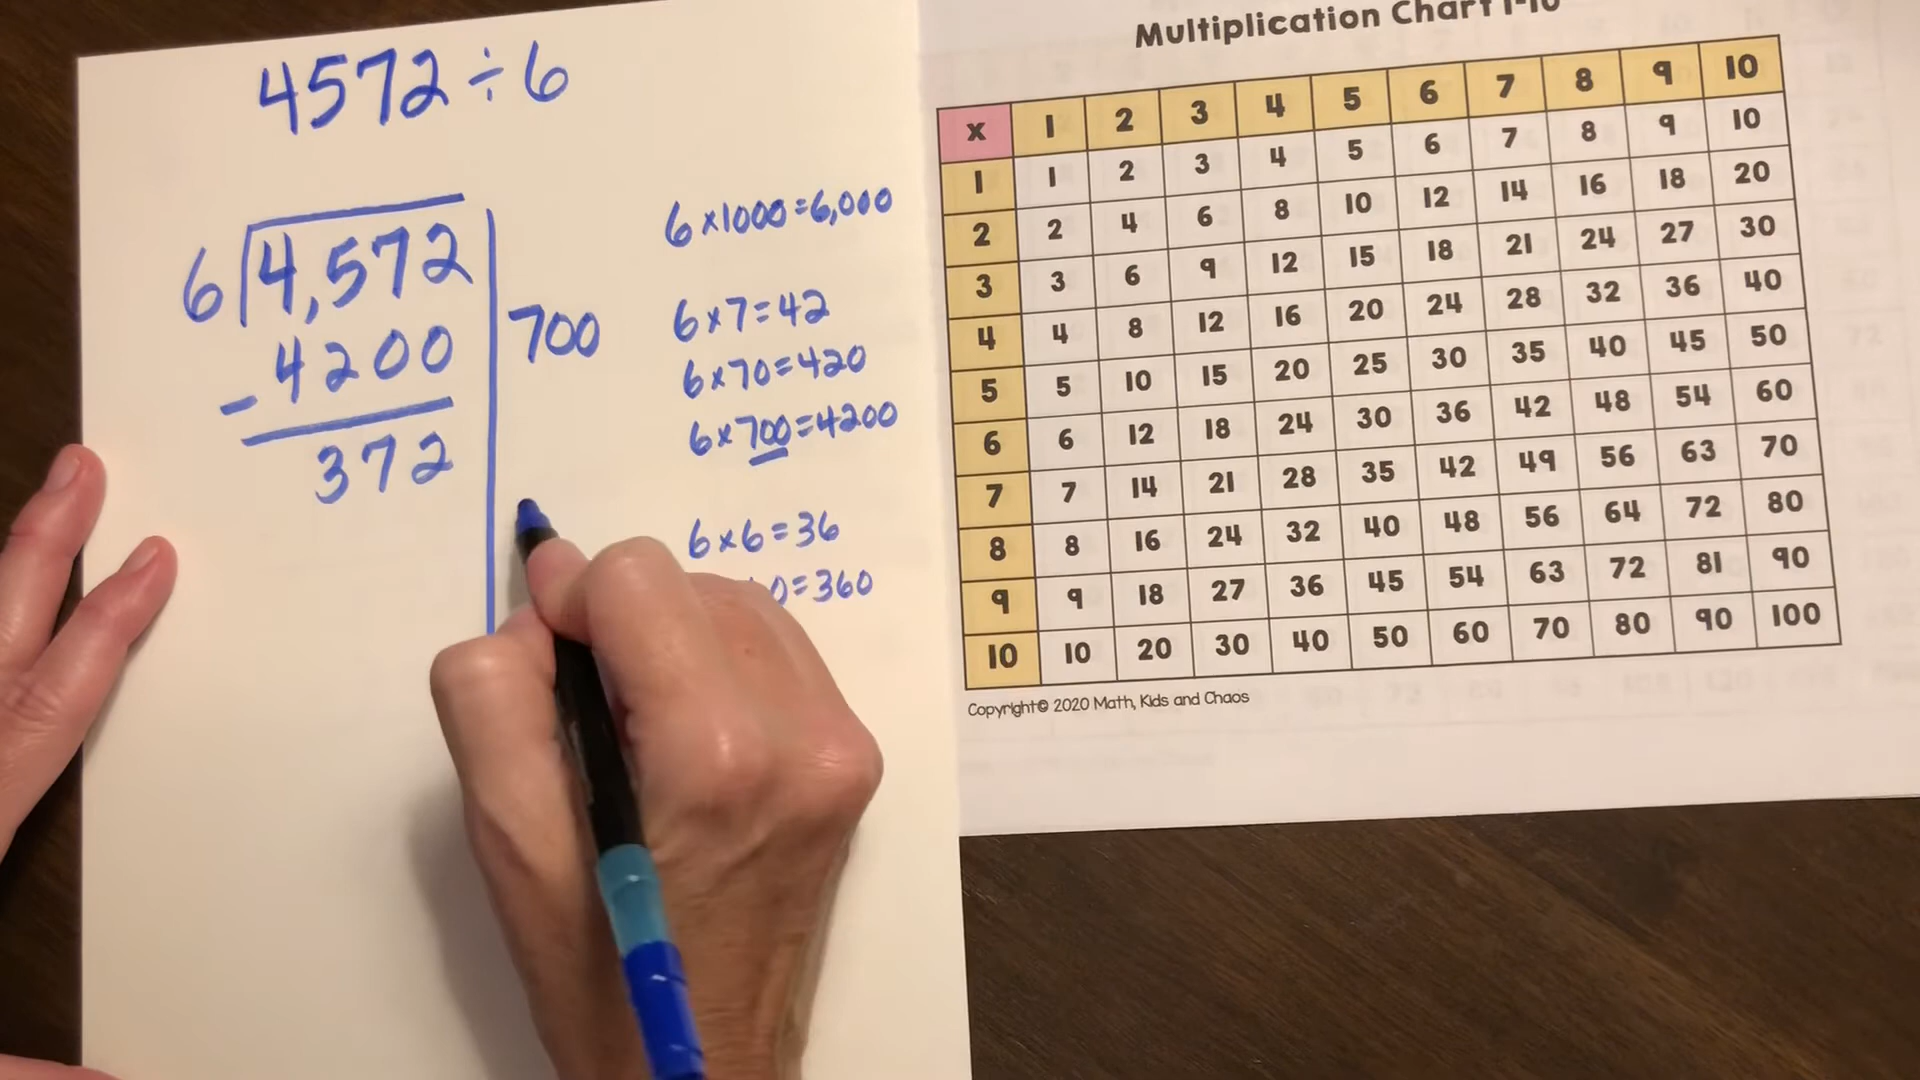 4572÷6
6 4,572
- 4200 700
372
6×1000=6,000
6×7=42
6×70=420
6×700=4200
6×6=36
0=360
Multiplication Chart 1-10
x 1 2 3 4 5 6 7 8 9 10
1 1 2 3 4 5 6 7 8 9 10
2 2 4 6 8 10 12 14 16 18 20
3 3 6 9 12 15 18 21 24 27 30
4 4 8 12 16 20 24 28 32 36 40
5 5 10 15 20 25 30 35 40 45 50
6 6 12 18 24 30 36 42 48 54 60
7 7 14 21 28 35 42 49 56 63 70
8 8 16 24 32 40 48 56 64 72 80
9 9 18 27 36 45 54 63 72 81 90
10 10 20 30 40 50 60 70 80 90 100
Copyright© 2020 Math, Kids and Chaos